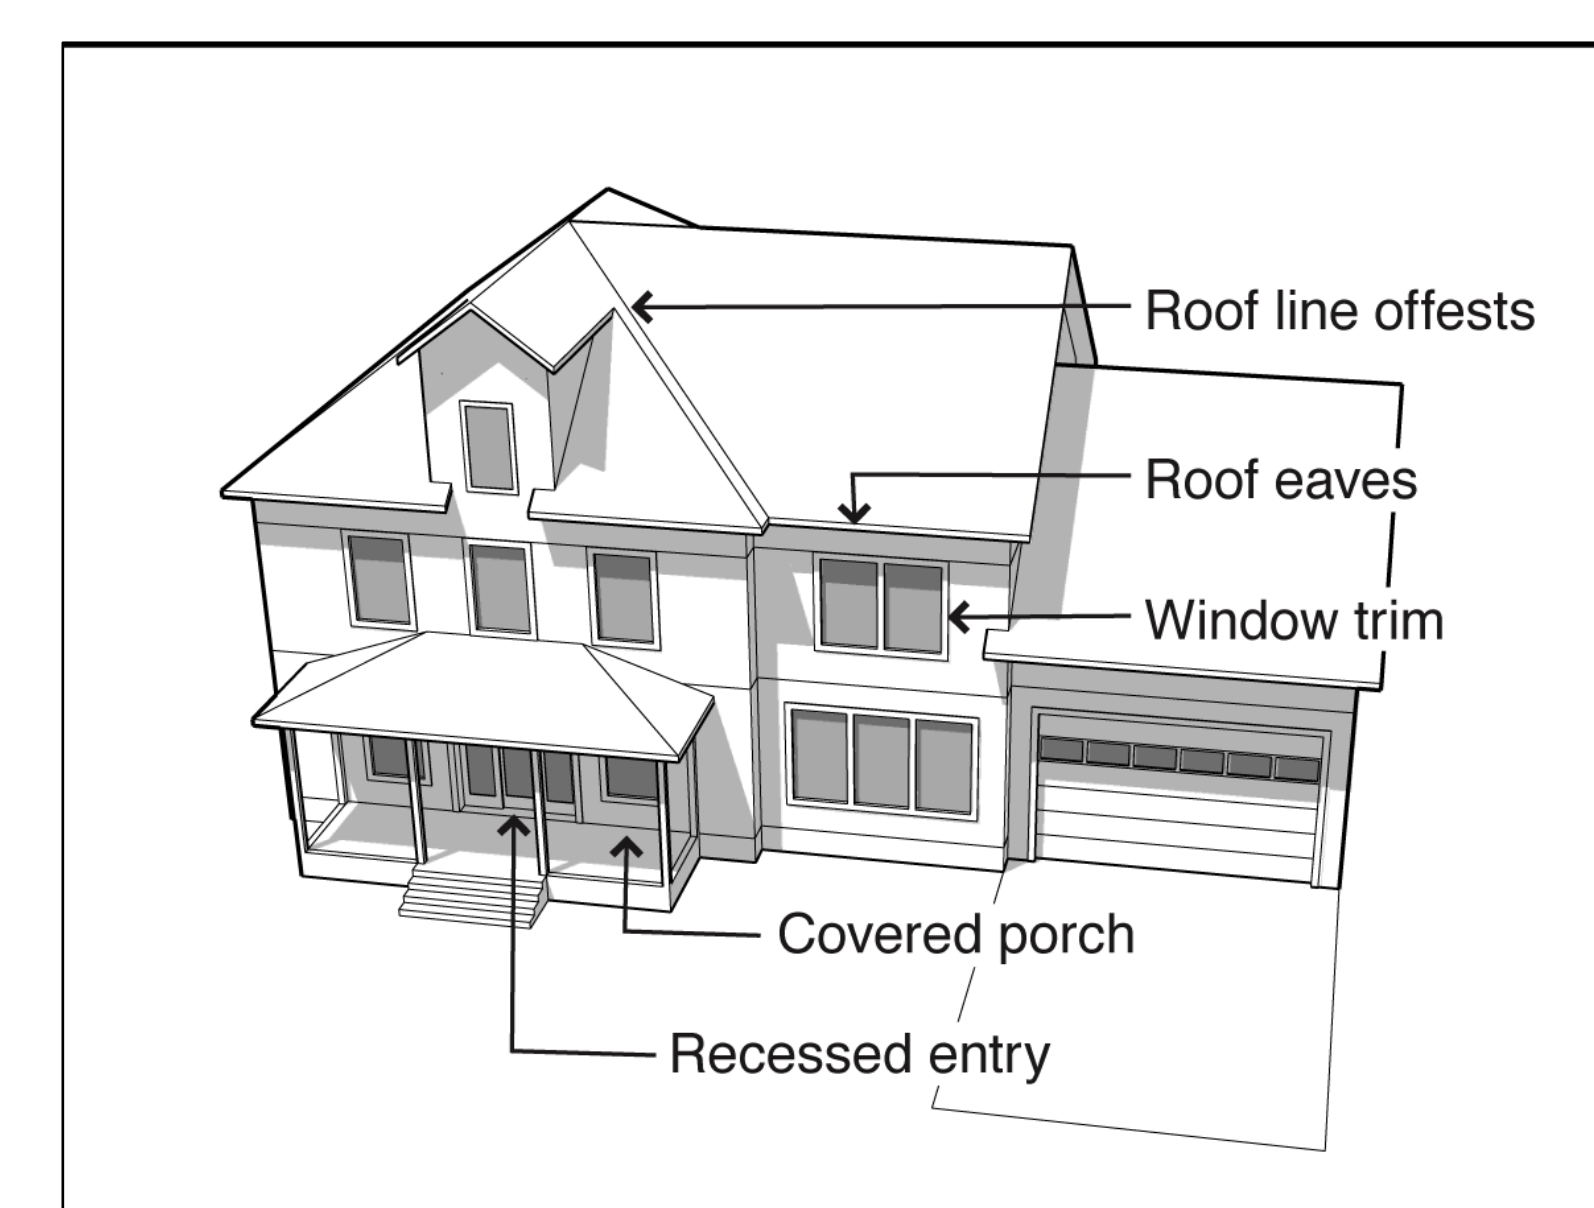 Roof line offests
Roof eaves
Window trim
Covered porch
Recessed entry